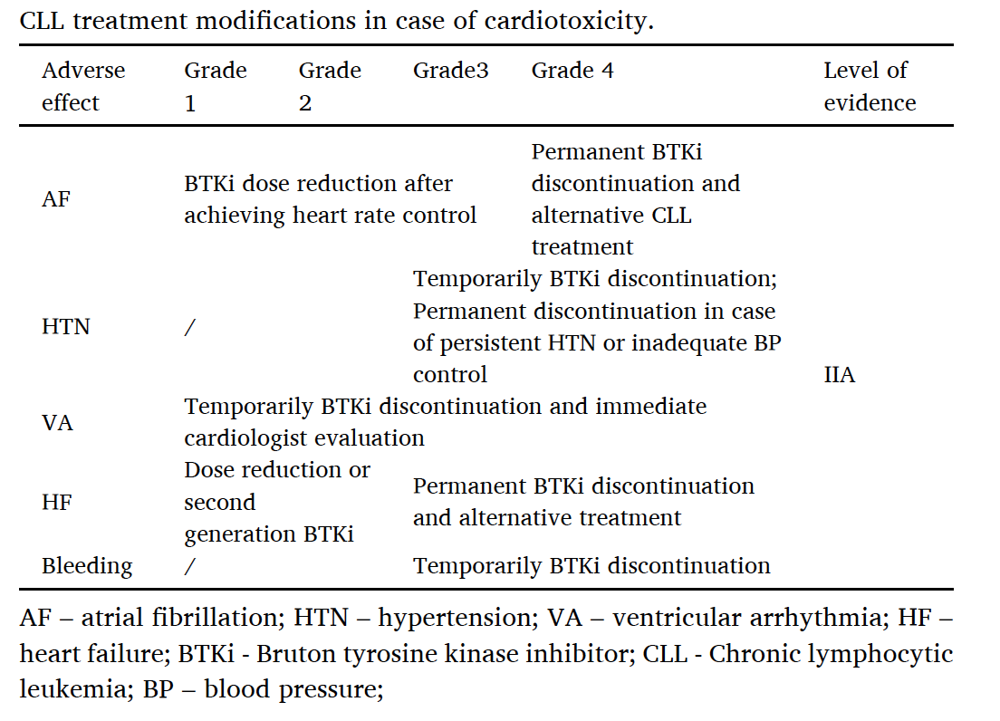 CLL treatment modifications in case of cardiotoxicity.
Adverse effect Grade 1 Grade 2 Grade3 Grade 4 Level of evidence
AF
BTKi dose reduction after
achieving heart rate control
Permanent BTKi
discontinuation and
alternative CLL
treatment
HTN
/
Temporarily BTKi discontinuation;
Permanent discontinuation in case
of persistent HTN or inadequate BP
control
IIA
VA
Temporarily BTKi discontinuation and immediate
cardiologist evaluation
HF
Dose reduction or
second
generation BTKi
Permanent BTKi discontinuation
and alternative treatment
Bleeding
/
Temporarily BTKi discontinuation
AF – atrial fibrillation; HTN – hypertension; VA – ventricular arrhythmia; HF –
heart failure; BTKi - Bruton tyrosine kinase inhibitor; CLL - Chronic lymphocytic
leukemia; BP – blood pressure;